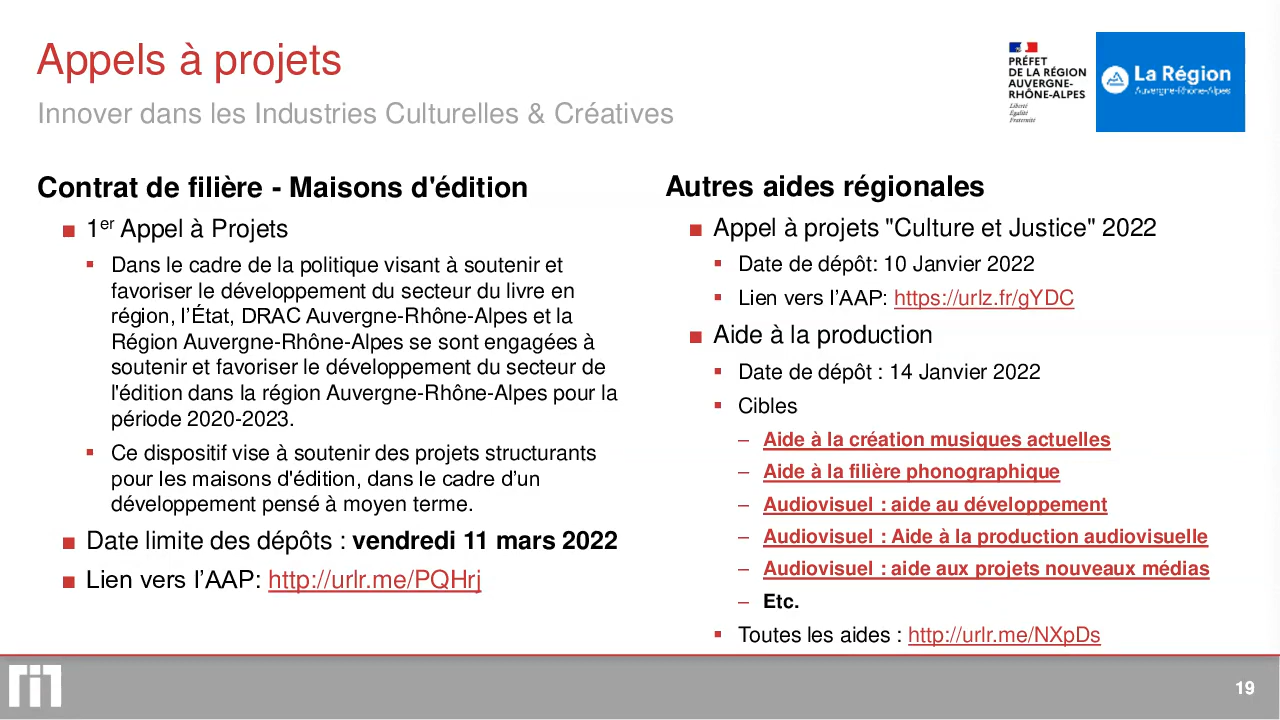 Appels à projets
Innover dans les Industries Culturelles & Créatives
PRÉFET
DE LA RÉGION
AUVERGNE-
RHÔNE-ALPES
Liberté
Égalité
Fraternité
La Région
Auvergne-Rhône-Alpes
Contrat de filière - Maisons d'édition
1er Appel à Projets
Dans le cadre de la politique visant à soutenir et
favoriser le développement du secteur du livre en
région, l’État, DRAC Auvergne-Rhône-Alpes et la
Région Auvergne-Rhône-Alpes se sont engagées à
soutenir et favoriser le développement du secteur de
l'édition dans la région Auvergne-Rhône-Alpes pour la
période 2020-2023.
Ce dispositif vise à soutenir des projets structurants
pour les maisons d'édition, dans le cadre d’un
développement pensé à moyen terme.
Date limite des dépôts : vendredi 11 mars 2022
Lien vers l’AAP: http://urlr.me/PQHrj
Autres aides régionales
Appel à projets "Culture et Justice" 2022
Date de dépôt: 10 Janvier 2022
Lien vers l’AAP: https://urlz.fr/gYDC
Aide à la production
Date de dépôt : 14 Janvier 2022
Cibles
– Aide à la création musiques actuelles
– Aide à la filière phonographique
– Audiovisuel : aide au développement
– Audiovisuel : Aide à la production audiovisuelle
– Audiovisuel : aide aux projets nouveaux médias
– Etc.
Toutes les aides : http://urlr.me/NXpDs
19